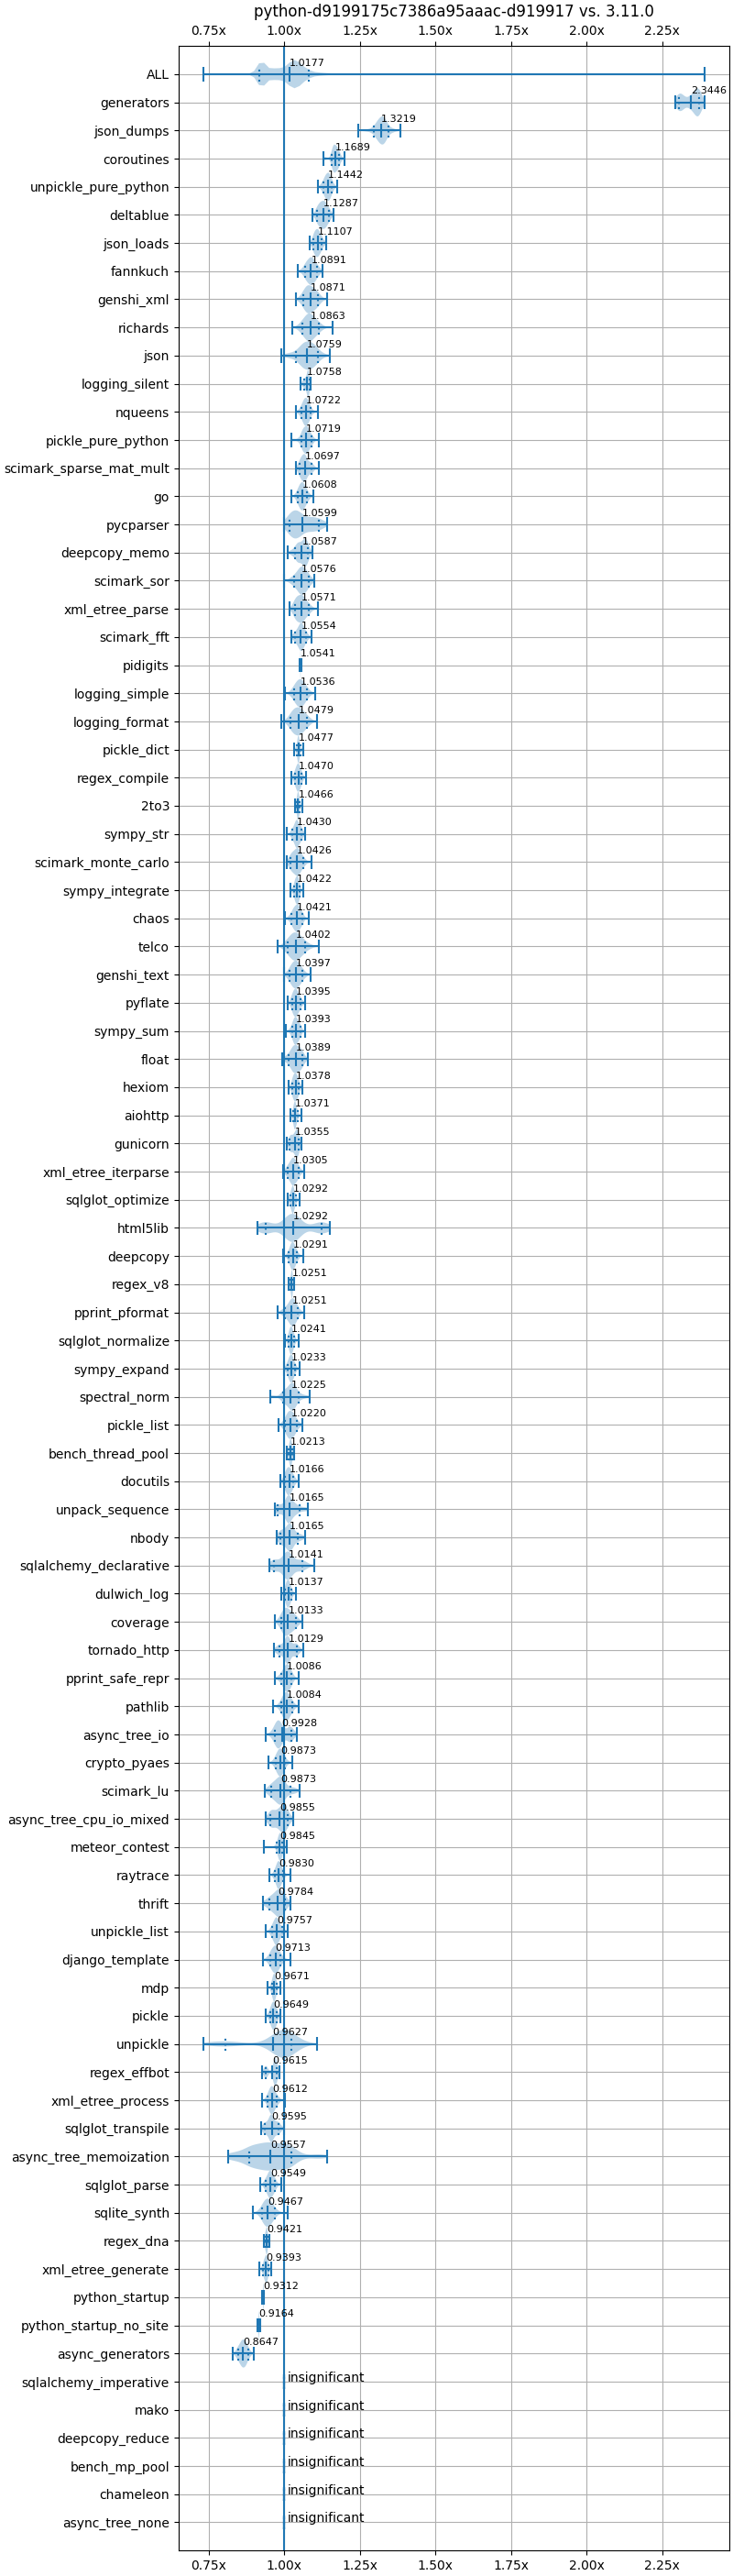 python-d9199175c7386a95aaac-d919917 vs. 3.11.0
0.75x 1.00x 1.25x 1.50x 1.75x 2.00x 2.25x
ALL 1.0177
generators 2.3446
json_dumps 1.3219
coroutines 1.1689
unpickle_pure_python 1.1442
deltablue 1.1287
json_loads 1.1107
fannkuch 1.0891
genshi_xml 1.0871
richards 1.0863
json 1.0759
logging_silent 1.0758
nqueens 1.0722
pickle_pure_python 1.0719
scimark_sparse_mat_mult 1.0697
go 1.0608
pycparser 1.0599
deepcopy_memo 1.0587
scimark_sor 1.0576
xml_etree_parse 1.0571
scimark_fft 1.0554
pidigits 1.0541
logging_simple 1.0536
logging_format 1.0479
pickle_dict 1.0477
regex_compile 1.0470
2to3 1.0466
sympy_str 1.0430
scimark_monte_carlo 1.0426
sympy_integrate 1.0422
chaos 1.0421
telco 1.0402
genshi_text 1.0397
pyflate 1.0395
sympy_sum 1.0393
float 1.0389
hexiom 1.0378
aiohttp 1.0371
gunicorn 1.0355
xml_etree_iterparse 1.0305
sqlglot_optimize 1.0292
html5lib 1.0292
deepcopy 1.0291
regex_v8 1.0251
pprint_pformat 1.0251
sqlglot_normalize 1.0241
sympy_expand 1.0233
spectral_norm 1.0225
pickle_list 1.0220
bench_thread_pool 1.0213
docutils 1.0166
unpack_sequence 1.0165
nbody 1.0165
sqlalchemy_declarative 1.0141
dulwich_log 1.0137
coverage 1.0133
tornado_http 1.0129
pprint_safe_repr 1.0086
pathlib 1.0084
async_tree_io 0.9928
crypto_pyaes 0.9873
scimark_lu 0.9873
async_tree_cpu_io_mixed 0.9855
meteor_contest 0.9845
raytrace 0.9830
thrift 0.9784
unpickle_list 0.9757
django_template 0.9713
mdp 0.9671
pickle 0.9649
unpickle 0.9627
regex_effbot 0.9615
xml_etree_process 0.9612
sqlglot_transpile 0.9595
async_tree_memoization 0.9557
sqlglot_parse 0.9549
sqlite_synth 0.9467
regex_dna 0.9421
xml_etree_generate 0.9393
python_startup 0.9312
python_startup_no_site 0.9164
async_generators 0.8647
sqlalchemy_imperative insignificant
mako insignificant
deepcopy_reduce insignificant
bench_mp_pool insignificant
chameleon insignificant
async_tree_none insignificant
0.75x 1.00x 1.25x 1.50x 1.75x 2.00x 2.25x